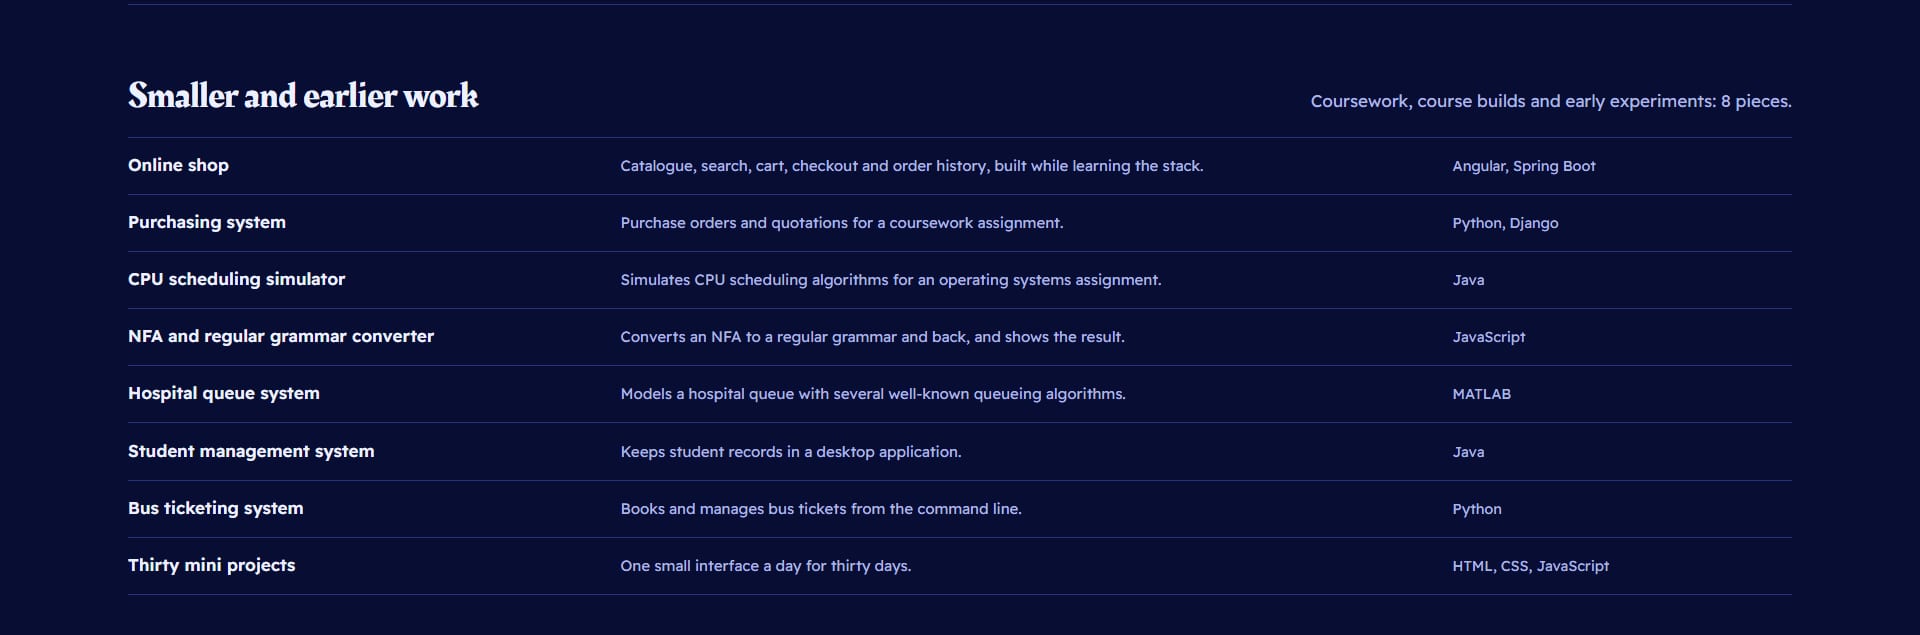 Smaller and earlier work
Coursework, course builds and early experiments: 8 pieces.
Online shop
Catalogue, search, cart, checkout and order history, built while learning the stack.
Angular, Spring Boot
Purchasing system
Purchase orders and quotations for a coursework assignment.
Python, Django
CPU scheduling simulator
Simulates CPU scheduling algorithms for an operating systems assignment.
Java
NFA and regular grammar converter
Converts an NFA to a regular grammar and back, and shows the result.
JavaScript
Hospital queue system
Models a hospital queue with several well-known queueing algorithms.
MATLAB
Student management system
Keeps student records in a desktop application.
Java
Bus ticketing system
Books and manages bus tickets from the command line.
Python
Thirty mini projects
One small interface a day for thirty days.
HTML, CSS, JavaScript